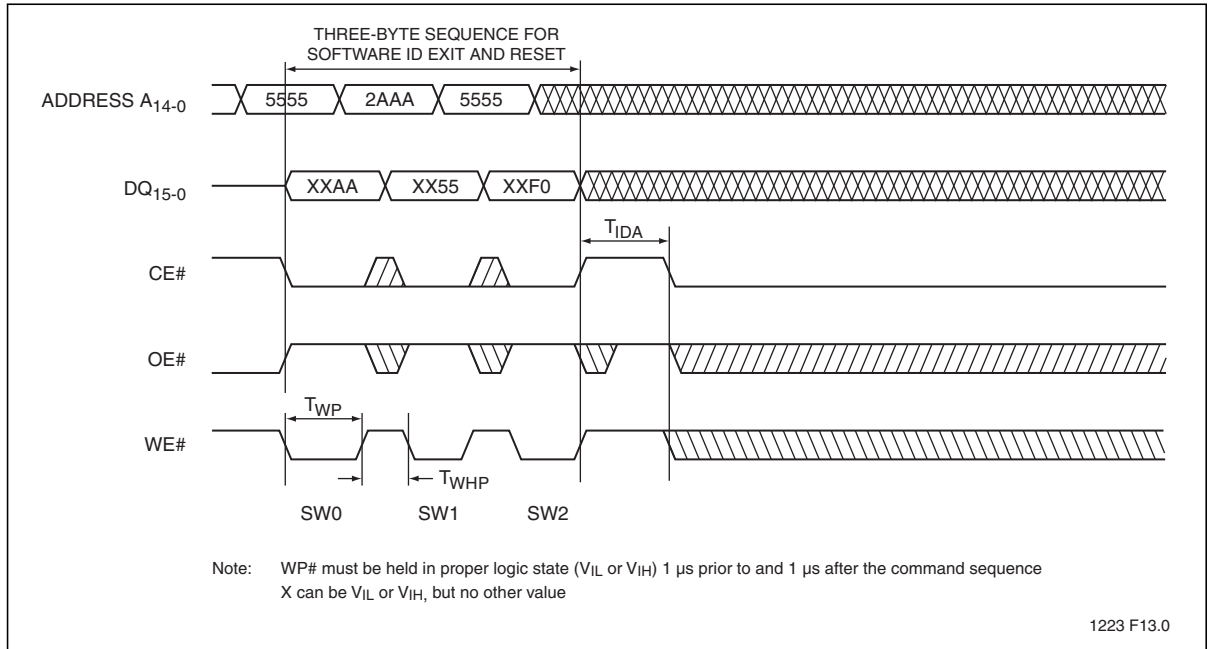 THREE-BYTE SEQUENCE FOR
SOFTWARE ID EXIT AND RESET
ADDRESS A14-0
5555 2AAA 5555
DQ15-0
XXAA XX55 XXF0
TIDA
CE#
OE#
TWP
WE#
TWHP
SW0 SW1 SW2
Note: WP# must be held in proper logic state (VIL or VIH) 1 µs prior to and 1 µs after the command sequence
X can be VIL or VIH, but no other value
1223 F13.0